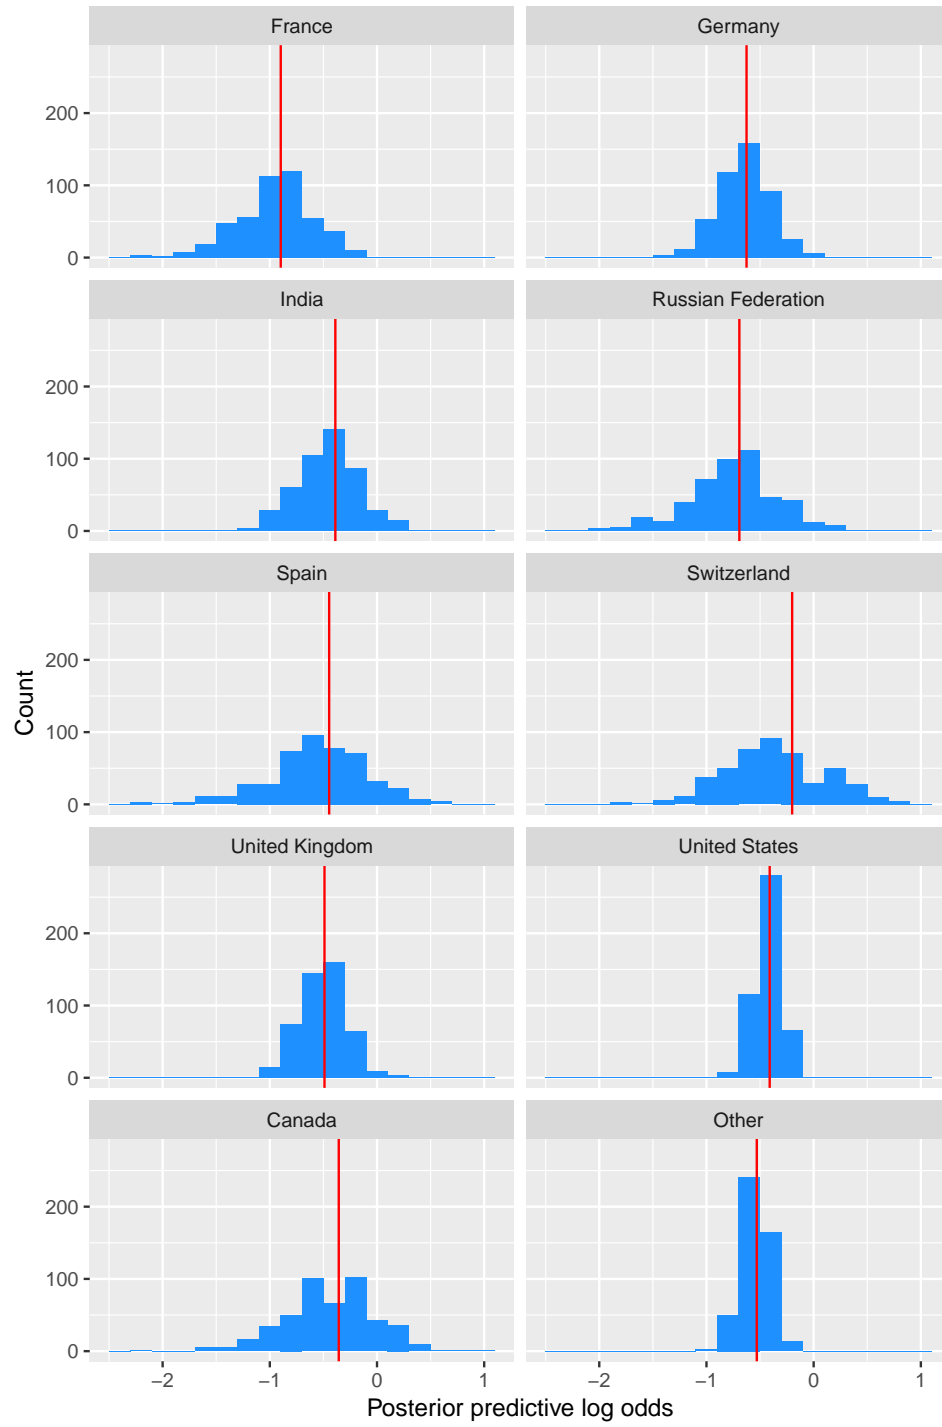 France
Germany
200
100
0
India
Russian Federation
200
100
0
Spain
Switzerland
200
100
0
Count
United Kingdom
United States
200
100
0
Canada
Other
200
100
0
−2 −1 0 1
−2 −1 0 1
Posterior predictive log odds